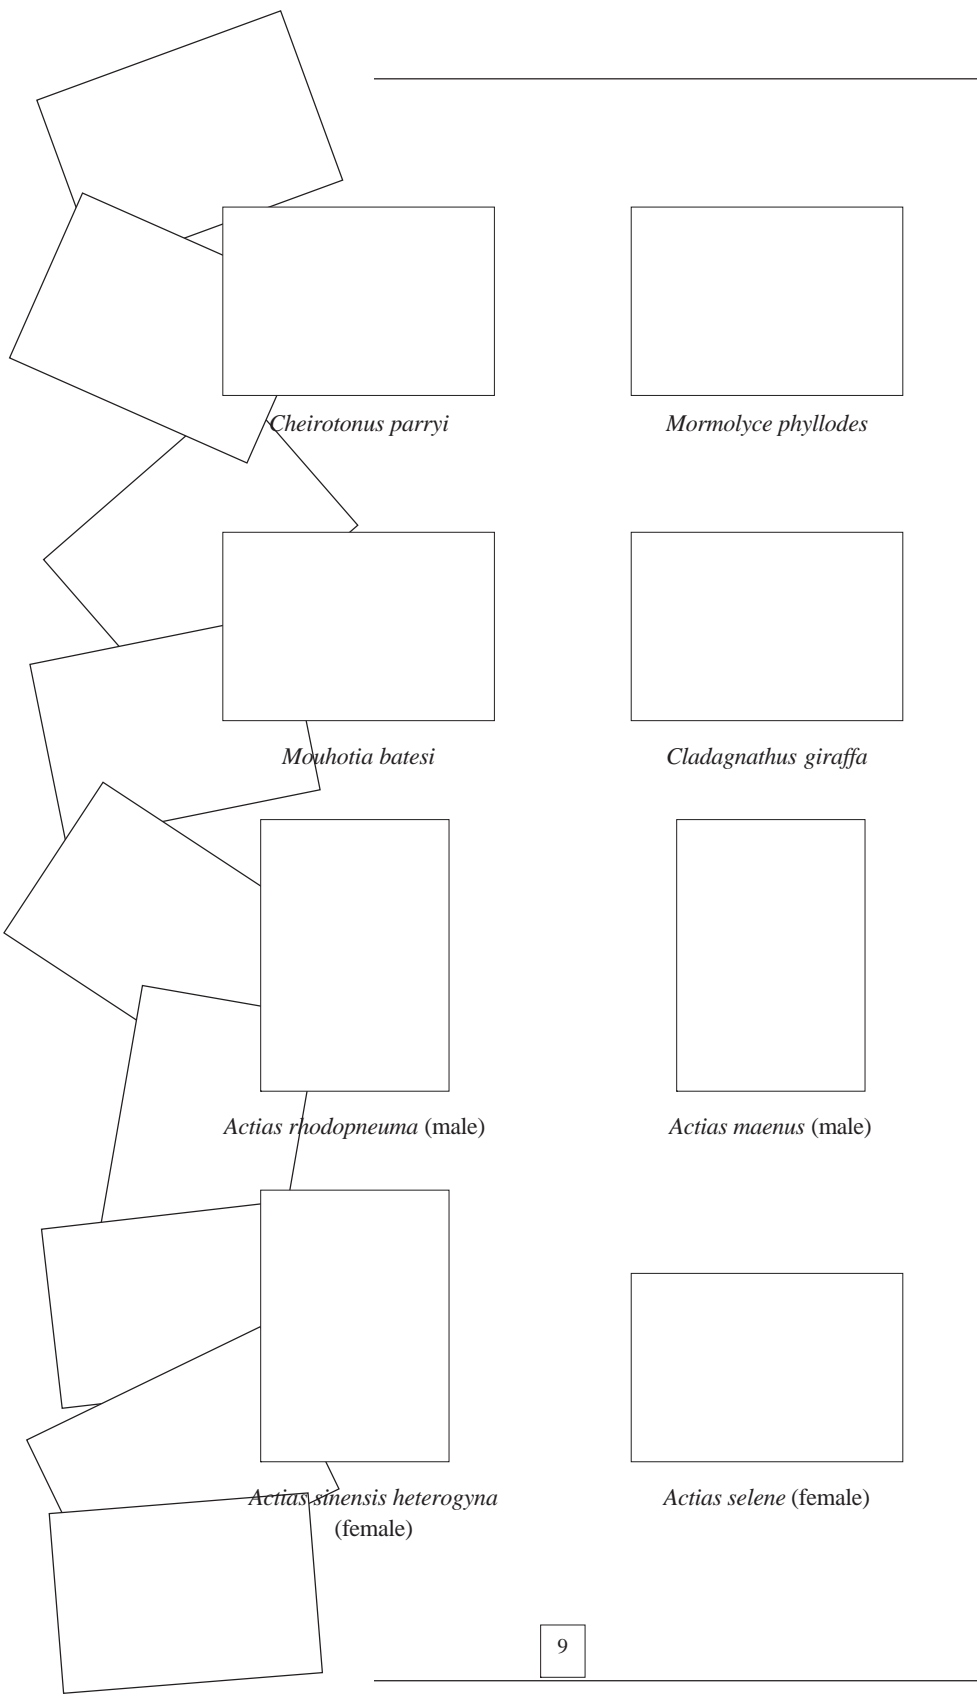 Cheirotonus parryi
Mormolyce phyllodes
Mouhotia batesi
Cladagnathus giraffa
Actias rhodopneuma (male)
Actias maenus (male)
Actias sinensis heterogyna
(female)
Actias selene (female)
9